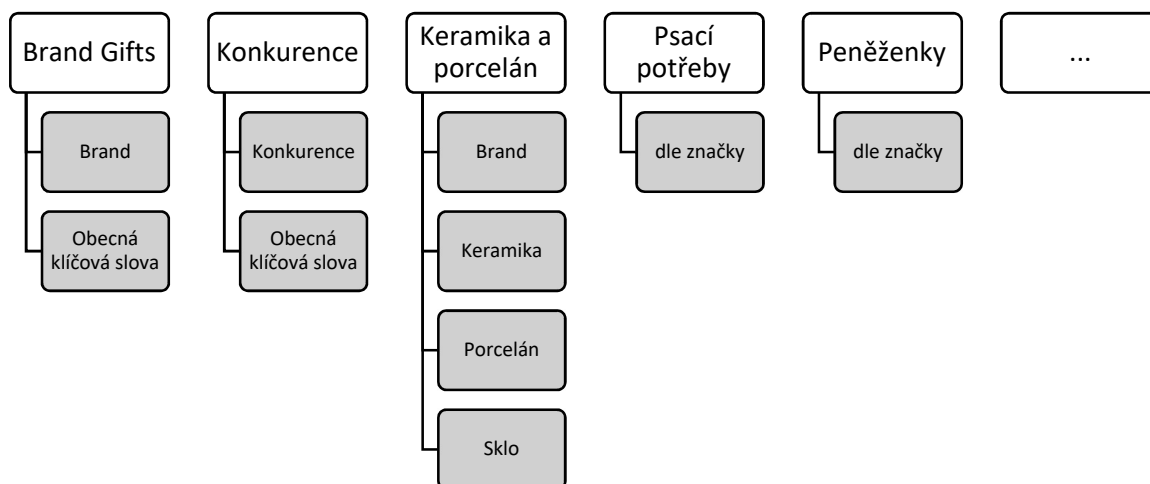 Brand Gifts
Brand
Obecná
klíčová slova
Konkurence
Konkurence
Obecná
klíčová slova
Keramika a
porcelán
Brand
Keramika
Porcelán
Sklo
Psací
potřeby
dle značky
Peněženky
dle značky
...